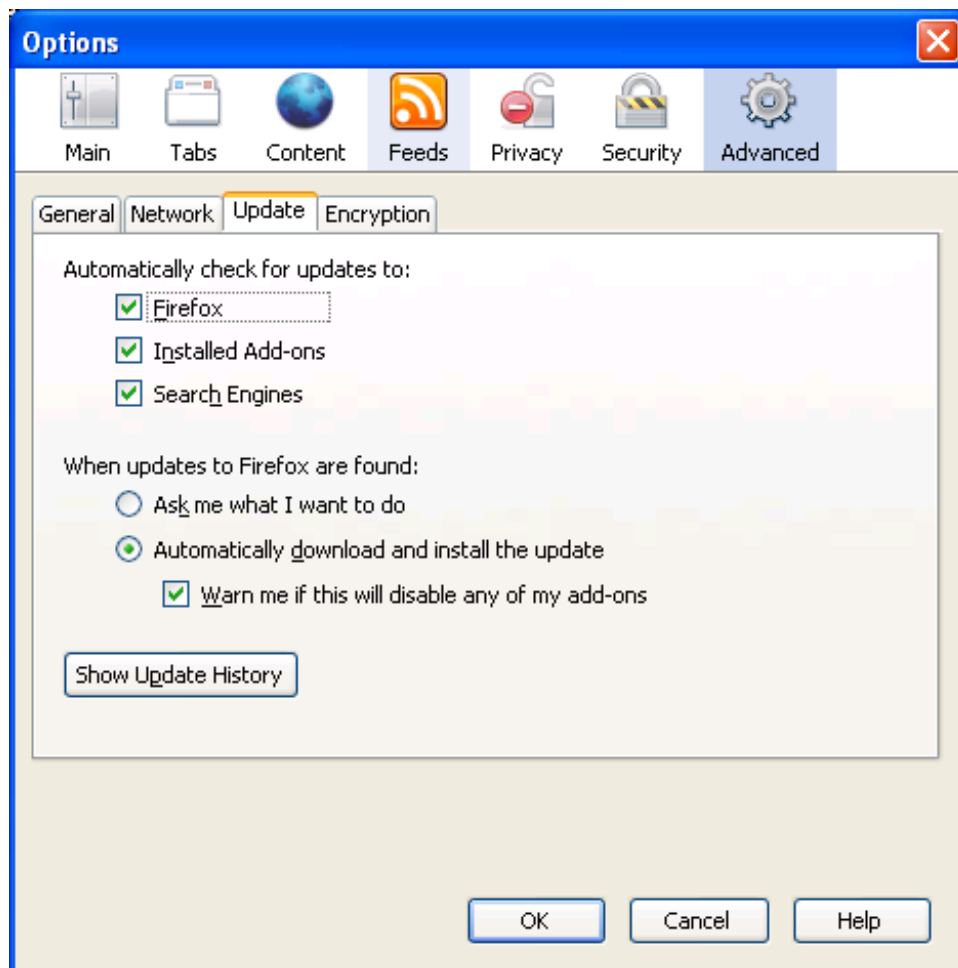 Options
Main Tabs Content Feeds Privacy Security Advanced
General Network Update Encryption
Automatically check for updates to:
Firefox
Installed Add-ons
Search Engines
When updates to Firefox are found:
Ask me what I want to do
Automatically download and install the update
Warn me if this will disable any of my add-ons
Show Update History
OK Cancel Help